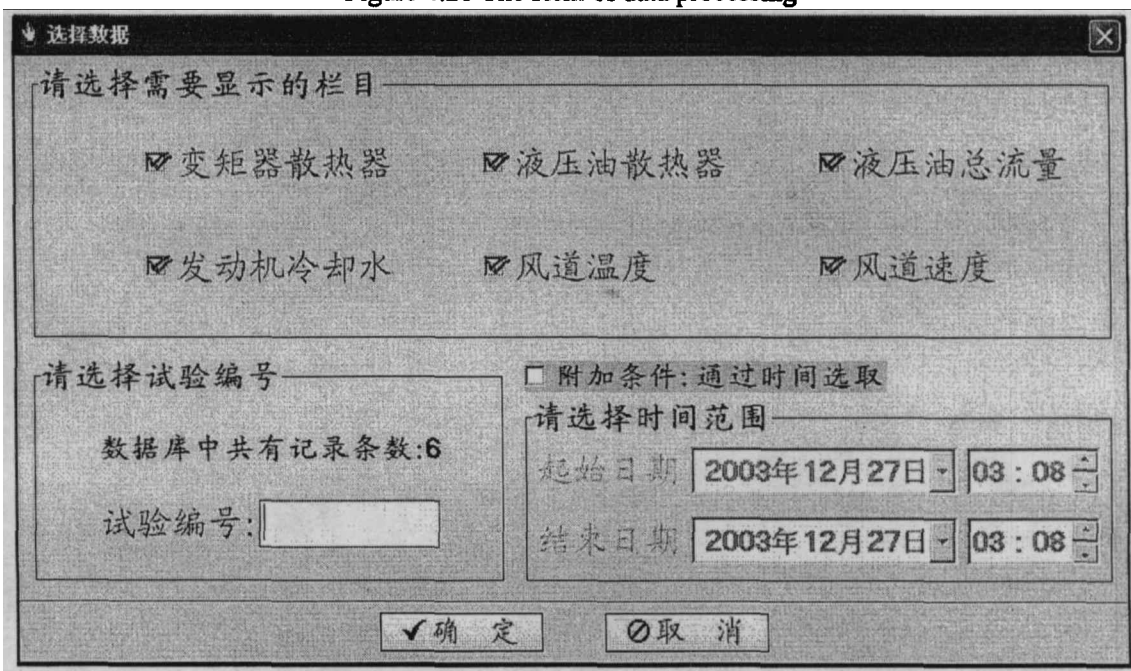 选择数据
请选择需要显示的栏目
变矩器散热器 液压油散热器 液压油总流量
发动机冷却水 风道温度 风道速度
请选择试验编号
数据库中共有记录条数:6
试验编号:
附加条件:通过时间选取
请选择时间范围
起始日期 2003年12月27日 03:08
结束日期 2003年12月27日 03:08
确 定 取 消